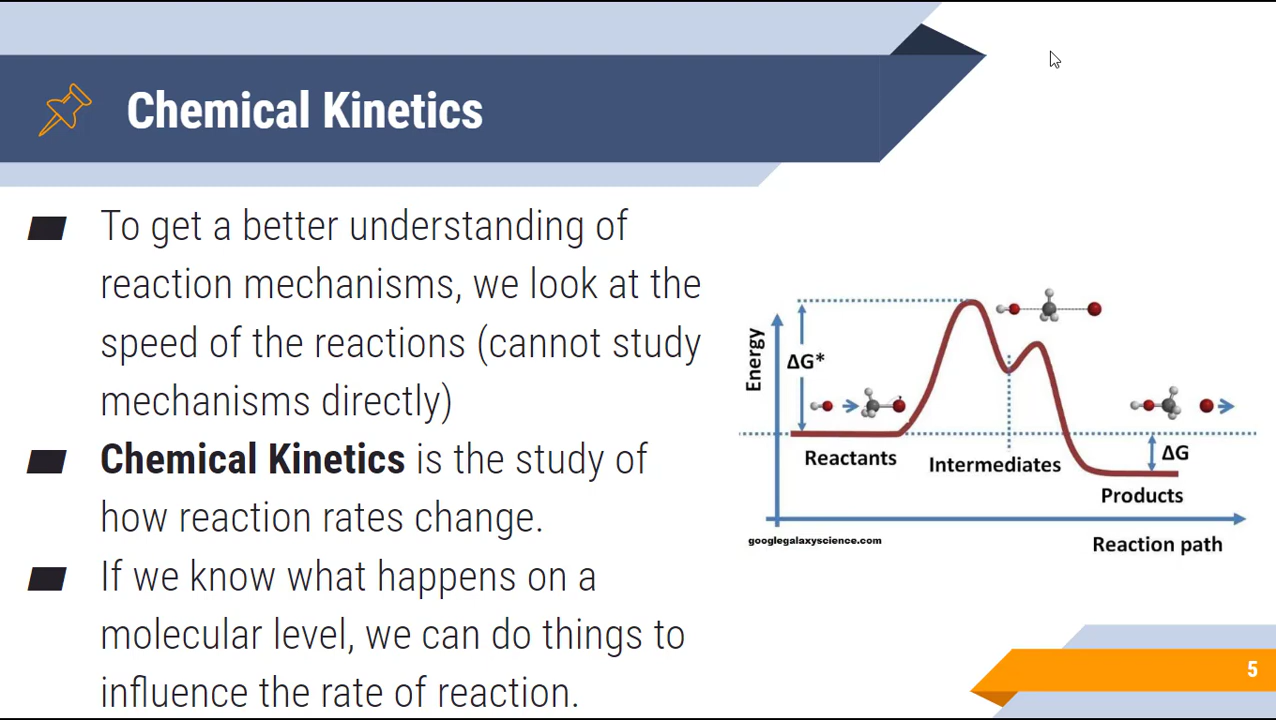 Chemical Kinetics
To get a better understanding of
reaction mechanisms, we look at the
speed of the reactions (cannot study
mechanisms directly)
Chemical Kinetics is the study of
how reaction rates change.
If we know what happens on a
molecular level, we can do things to
influence the rate of reaction.
Energy
ΔG*
Reactants
Intermediates
ΔG
Products
googlegalaxyscience.com
Reaction path
5